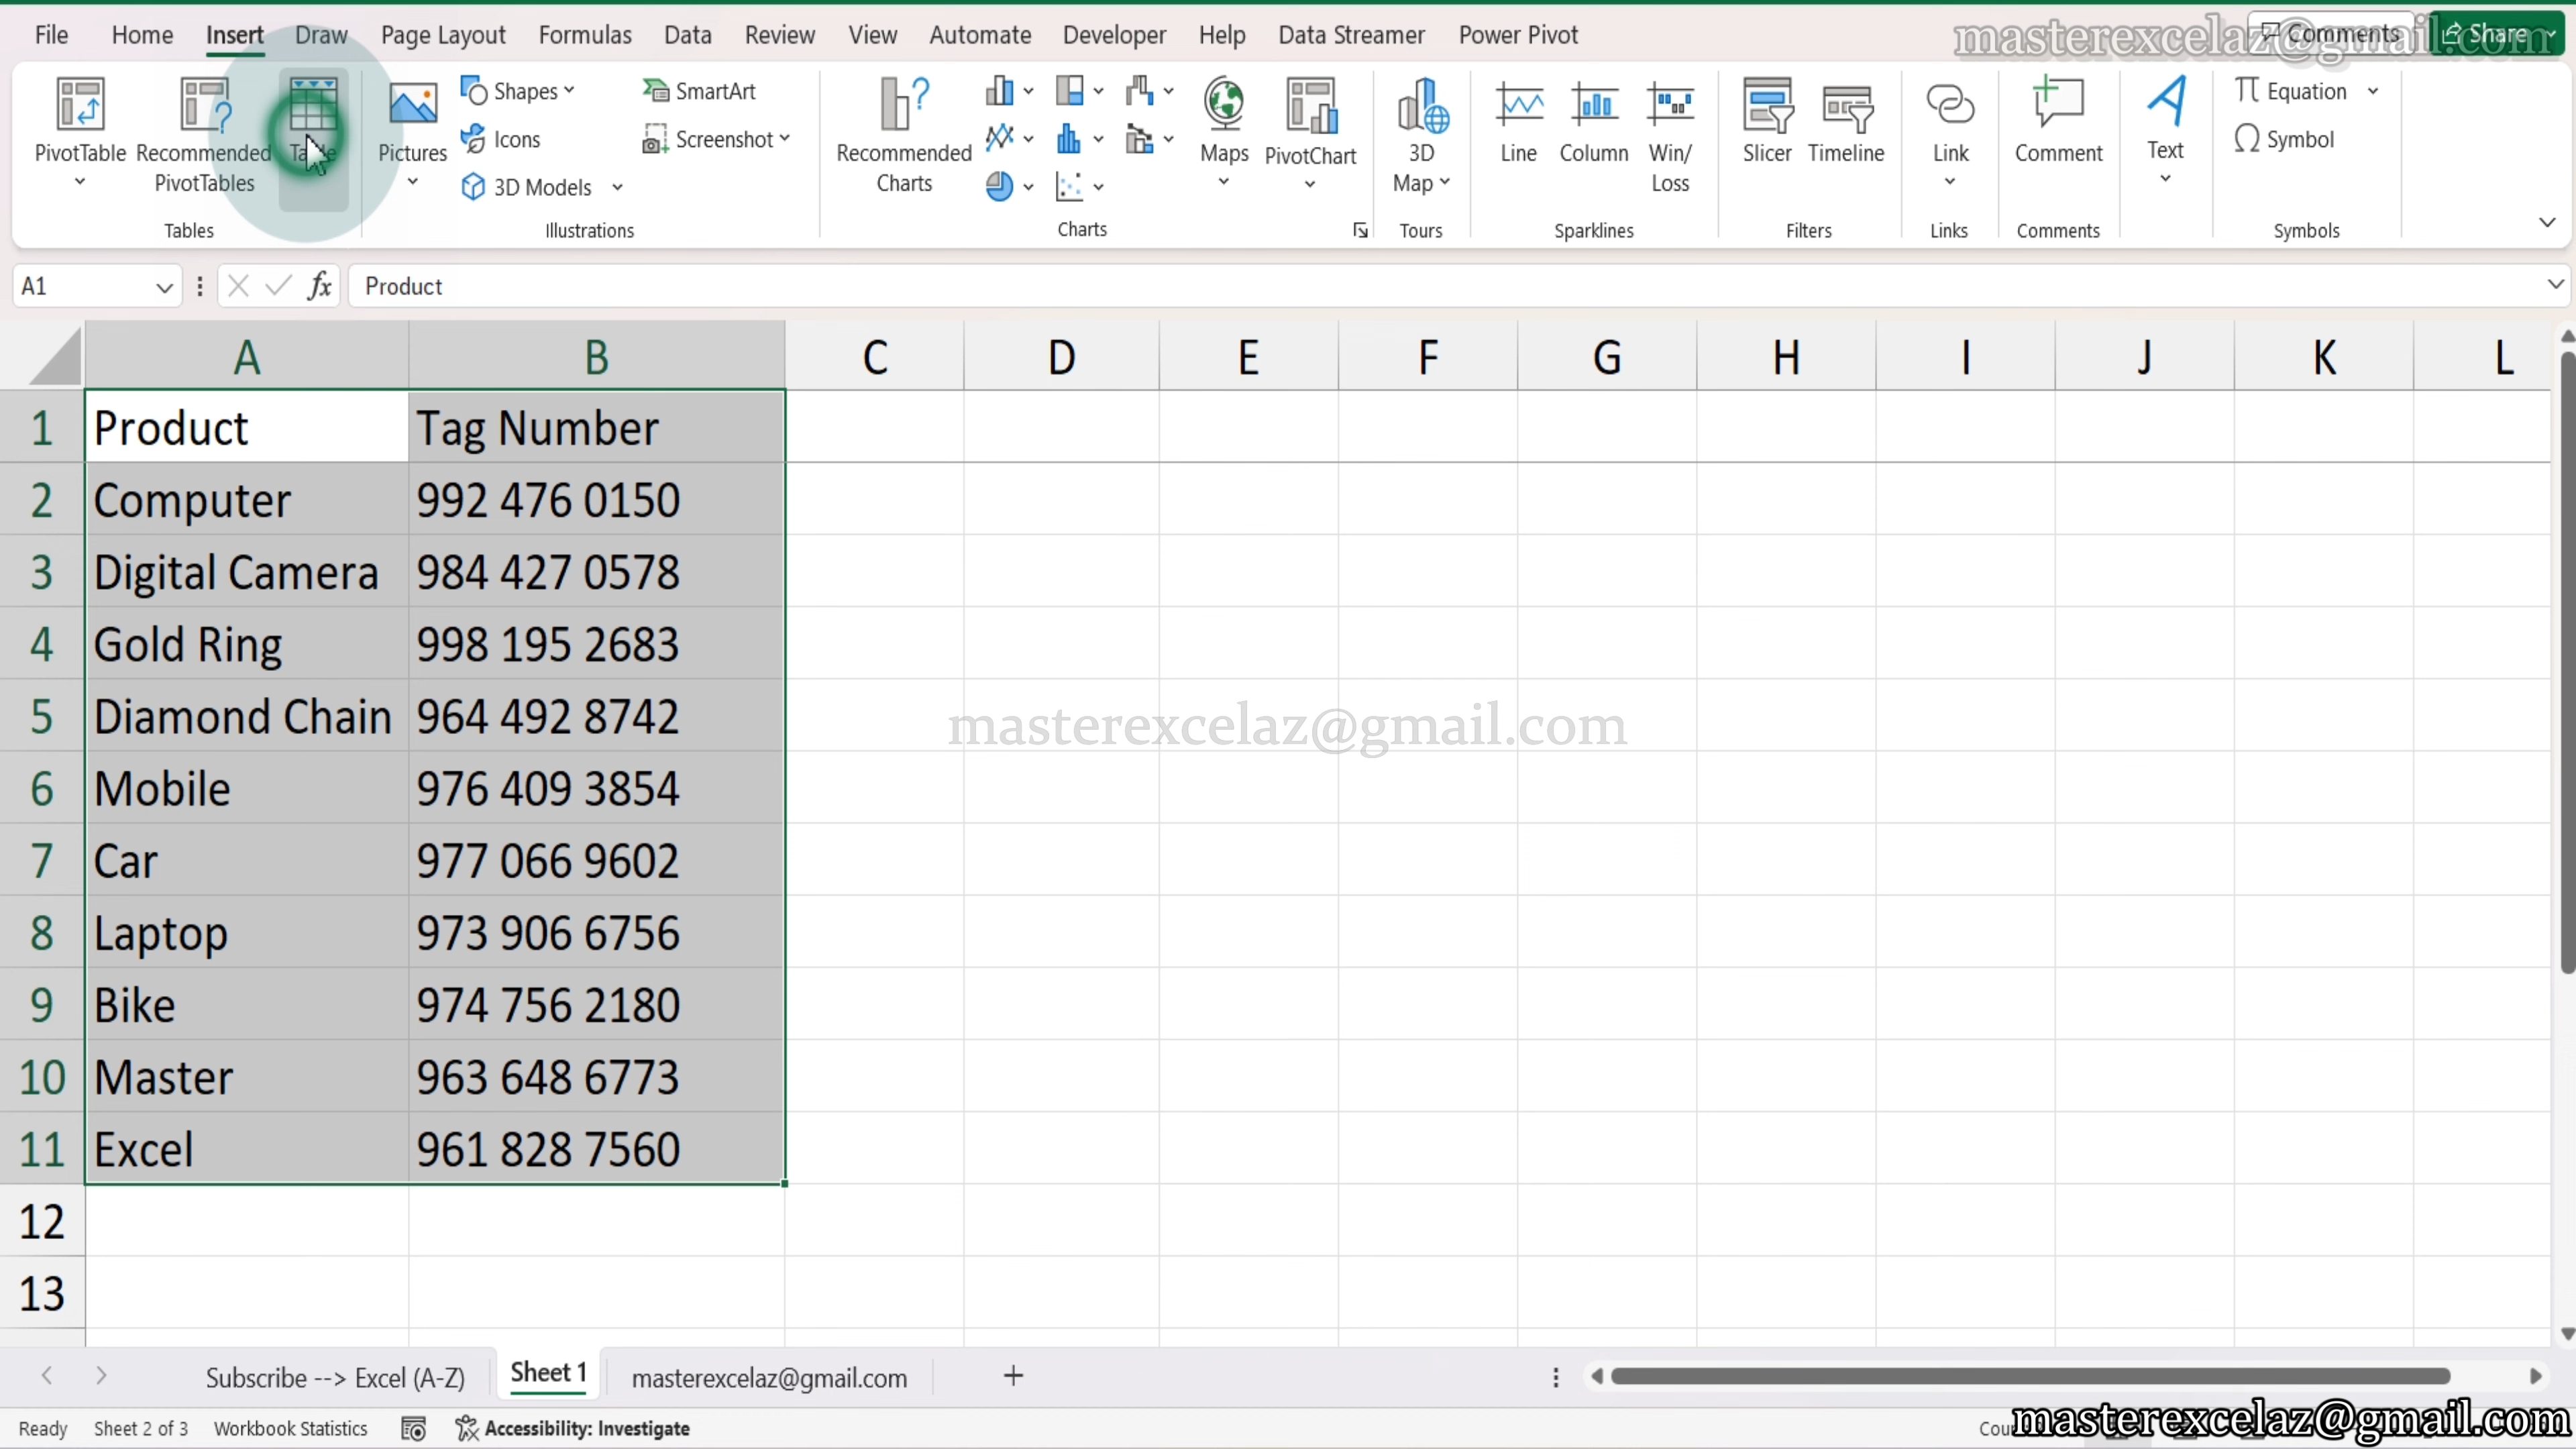 File Home Insert Draw Page Layout Formulas Data Review View Automate Developer Help Data Streamer Power Pivot Comments Share
masterexcelaz@gmail.com
PivotTable Recommended PivotTables Table Pictures Shapes Icons 3D Models SmartArt Screenshot Recommended Charts Maps PivotChart 3D Map Line Column Win/Loss Slicer Timeline Link Comment Text Equation Symbol
Tables Illustrations Charts Tours Sparklines Filters Links Comments Symbols
A1 fx Product
A B C D E F G H I J K L
1 Product Tag Number
2 Computer 992 476 0150
3 Digital Camera 984 427 0578
4 Gold Ring 998 195 2683
5 Diamond Chain 964 492 8742
masterexcelaz@gmail.com
6 Mobile 976 409 3854
7 Car 977 066 9602
8 Laptop 973 906 6756
9 Bike 974 756 2180
10 Master 963 648 6773
11 Excel 961 828 7560
12
13
Subscribe --> Excel (A-Z) Sheet 1 masterexcelaz@gmail.com +
Ready Sheet 2 of 3 Workbook Statistics Accessibility: Investigate
masterexcelaz@gmail.com